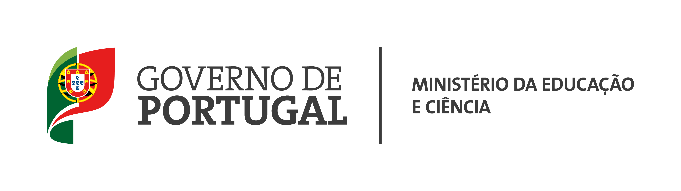 GOVERNO DE
PORTUGAL
MINISTÉRIO DA EDUCAÇÃO
E CIÊNCIA